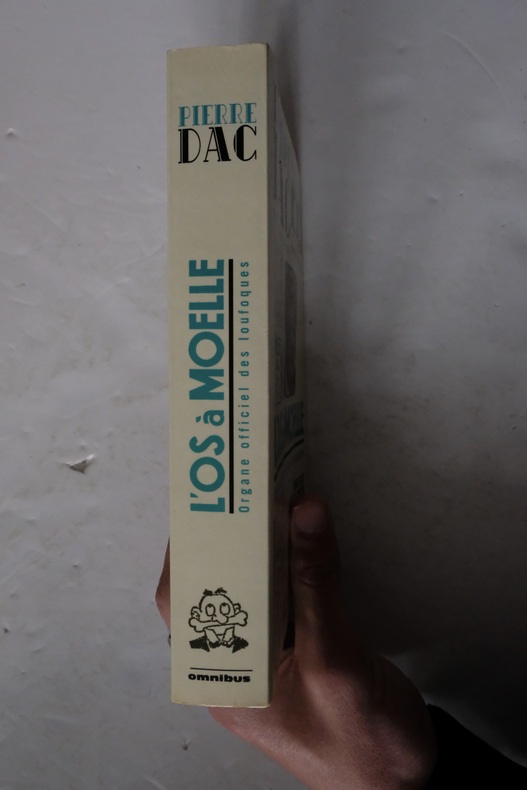 PIERRE
DAC
L'OS à MOELLE
Organe officiel des loufoques
omnibus